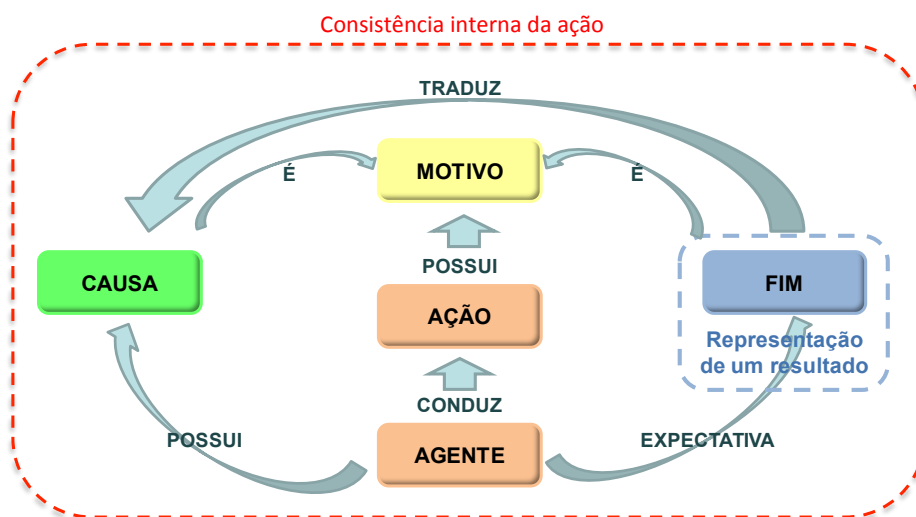 Consistência interna da ação
TRADUZ
MOTIVO
É
É
POSSUI
CAUSA
FIM
AÇÃO
Representação
de um resultado
CONDUZ
POSSUI
AGENTE
EXPECTATIVA